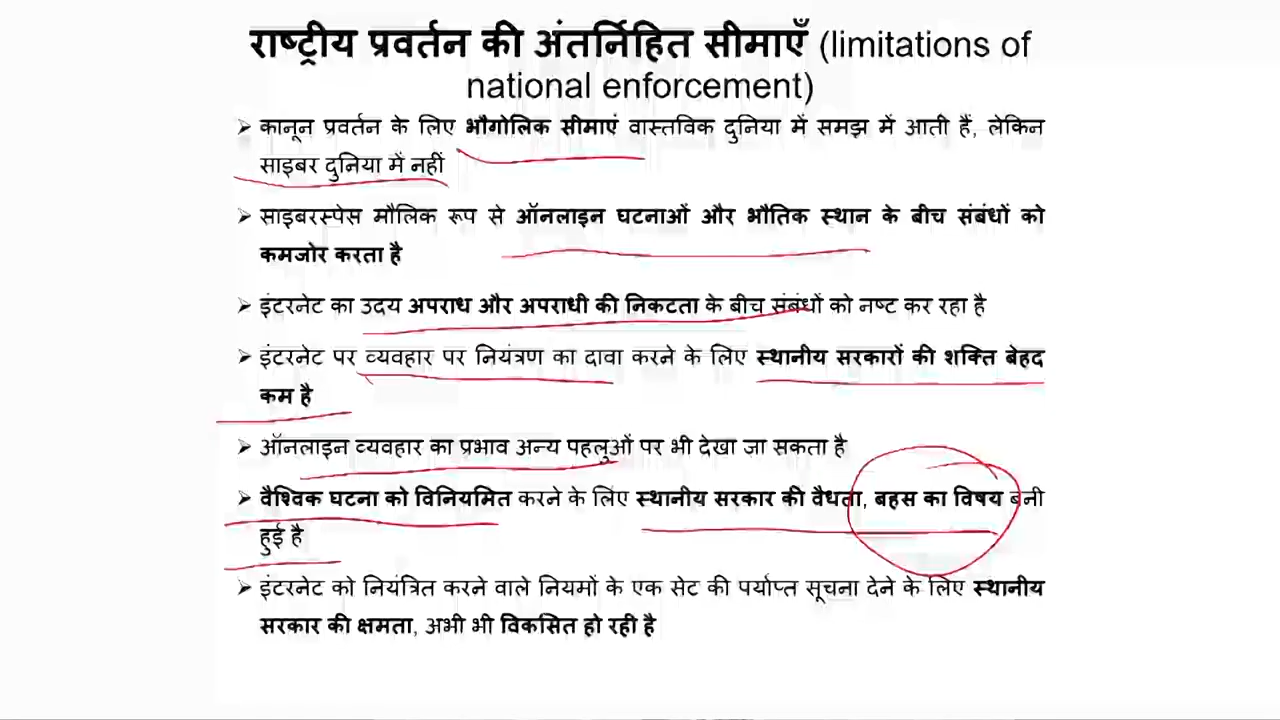 राष्ट्रीय प्रवर्तन की अंतर्निहित सीमाएँ (limitations of
national enforcement)
➢ कानून प्रवर्तन के लिए भौगोलिक सीमाएं वास्तविक दुनिया में समझ में आती हैं, लेकिन
साइबर दुनिया में नहीं
➢ साइबरस्पेस मौलिक रूप से ऑनलाइन घटनाओं और भौतिक स्थान के बीच संबंधों को
कमजोर करता है
➢ इंटरनेट का उदय अपराध और अपराधी की निकटता के बीच संबंधों को नष्ट कर रहा है
➢ इंटरनेट पर व्यवहार पर नियंत्रण का दावा करने के लिए स्थानीय सरकारों की शक्ति बेहद
कम है
➢ ऑनलाइन व्यवहार का प्रभाव अन्य पहलुओं पर भी देखा जा सकता है
➢ वैश्विक घटना को विनियमित करने के लिए स्थानीय सरकार की वैधता, बहस का विषय बनी
हुई है
➢ इंटरनेट को नियंत्रित करने वाले नियमों के एक सेट की पर्याप्त सूचना देने के लिए स्थानीय
सरकार की क्षमता, अभी भी विकसित हो रही है